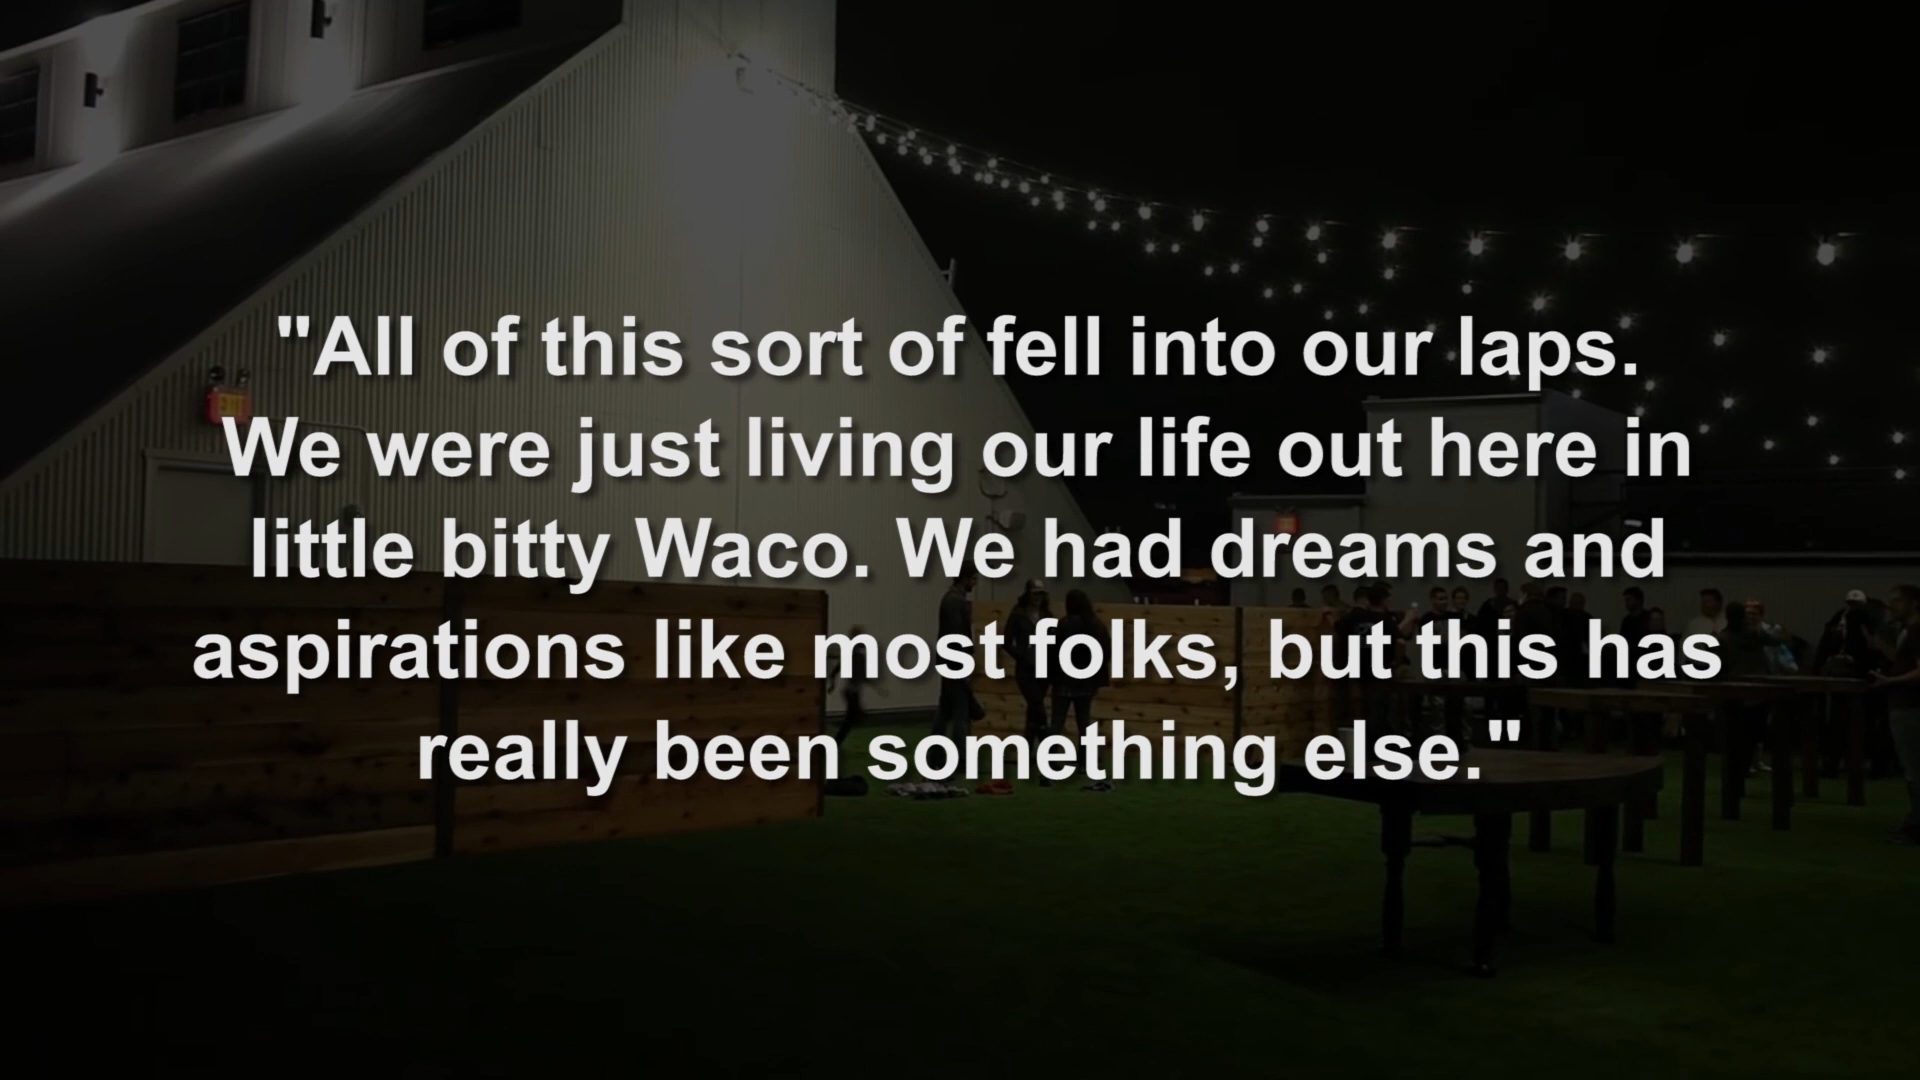 "All of this sort of fell into our laps.
We were just living our life out here in
little bitty Waco. We had dreams and
aspirations like most folks, but this has
really been something else."
EXIT